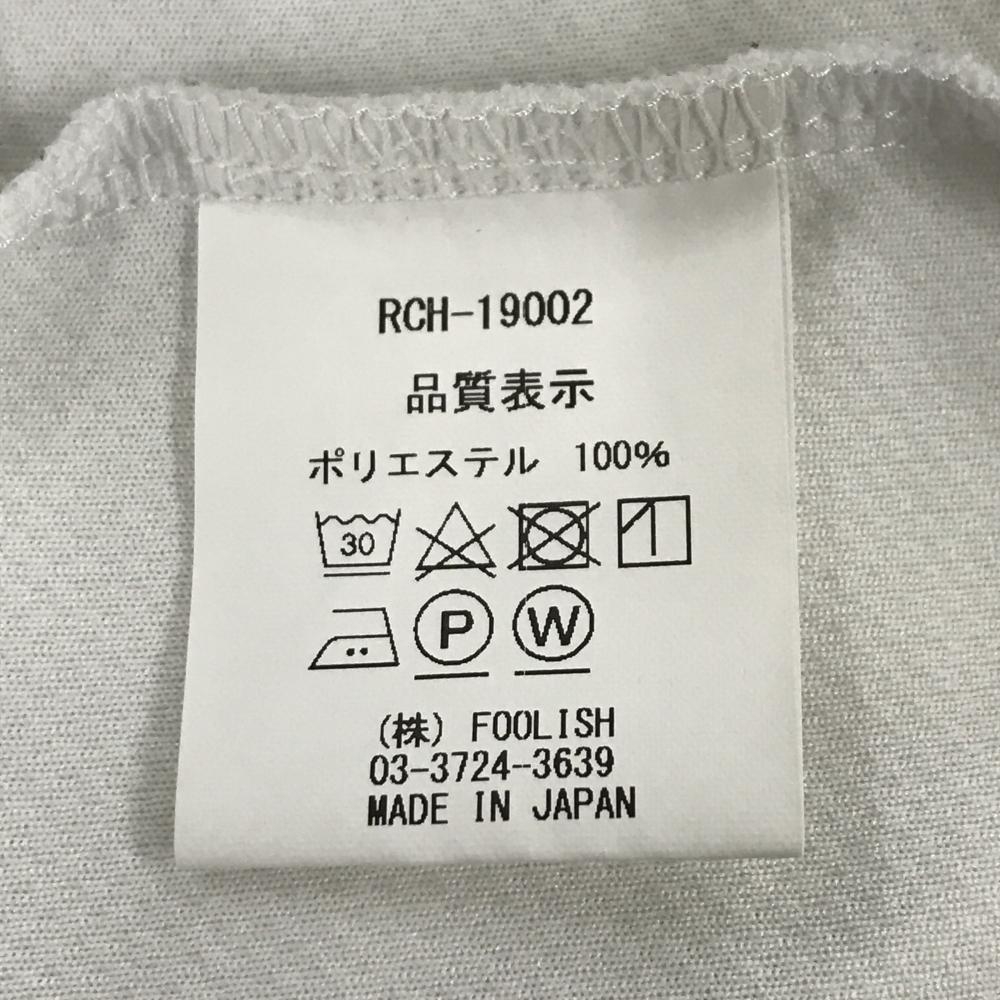 RCH-19002
品質表示
ポリエステル 100%
30
P W
(株) FOOLISH
03-3724-3639
MADE IN JAPAN